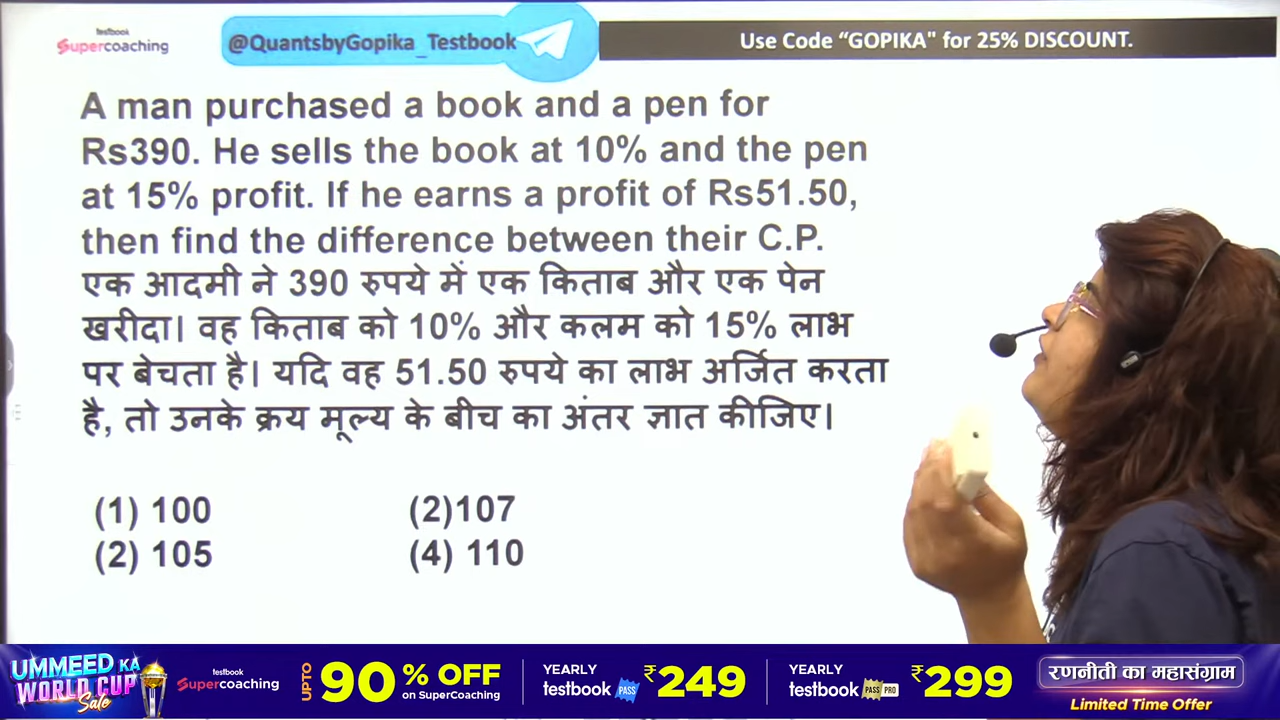 testbook
Supercoaching
@QuantsbyGopika_Testbook
Use Code “GOPIKA" for 25% DISCOUNT.
A man purchased a book and a pen for
Rs390. He sells the book at 10% and the pen
at 15% profit. If he earns a profit of Rs51.50,
then find the difference between their C.P.
एक आदमी ने 390 रुपये में एक किताब और एक पेन
खरीदा। वह किताब को 10% और कलम को 15% लाभ
पर बेचता है। यदि वह 51.50 रुपये का लाभ अर्जित करता
है, तो उनके क्रय मूल्य के बीच का अंतर ज्ञात कीजिए।
(1) 100 (2)107
(2) 105 (4) 110
UMMEED KA
WORLD CUP
Sale
testbook
Supercoaching
UPTO 90% OFF
on SuperCoaching
YEARLY
testbook PASS
₹249
YEARLY
testbook PASS PRO
₹299
रणनीती का महासंग्राम
Limited Time Offer